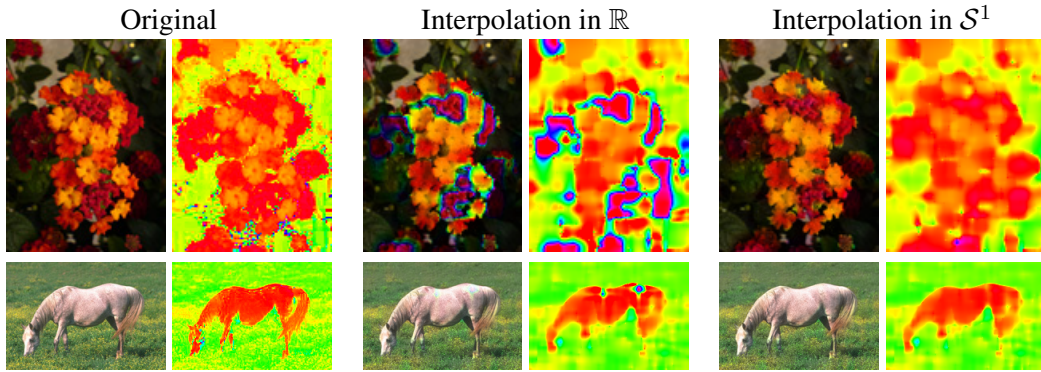 Original
Interpolation in ℝ
Interpolation in 𝒮¹